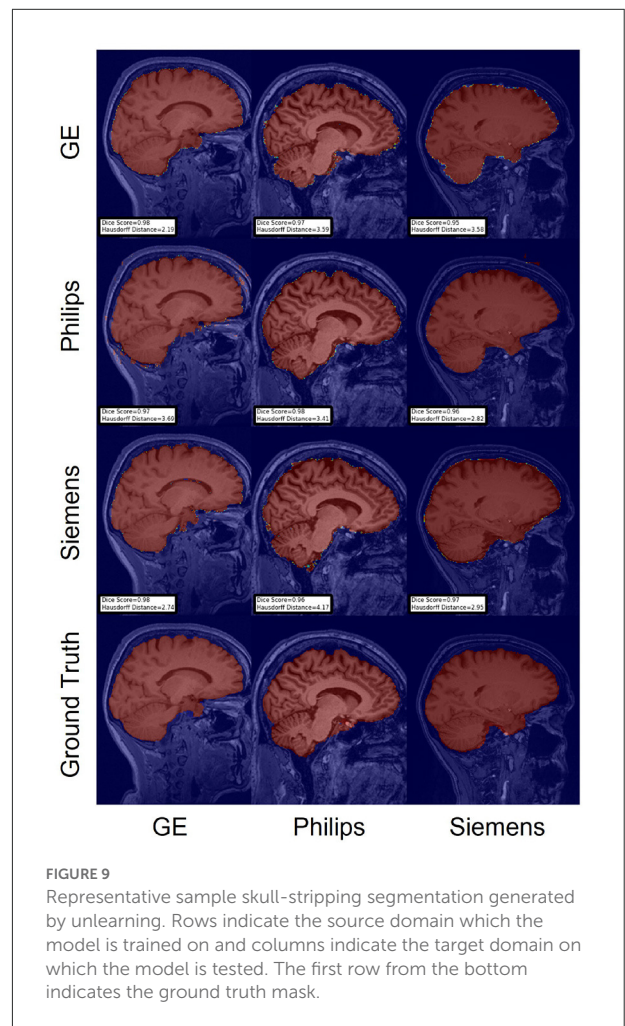 GE
Dice Score=0.98
Hausdorff Distance=2.19
Dice Score=0.97
Hausdorff Distance=3.59
Dice Score=0.95
Hausdorff Distance=3.58
Philips
Dice Score=0.97
Hausdorff Distance=3.69
Dice Score=0.98
Hausdorff Distance=3.41
Dice Score=0.96
Hausdorff Distance=2.82
Siemens
Dice Score=0.98
Hausdorff Distance=2.74
Dice Score=0.96
Hausdorff Distance=4.17
Dice Score=0.97
Hausdorff Distance=2.95
Ground Truth
GE
Philips
Siemens
FIGURE 9
Representative sample skull-stripping segmentation generated
by unlearning. Rows indicate the source domain which the
model is trained on and columns indicate the target domain on
which the model is tested. The first row from the bottom
indicates the ground truth mask.